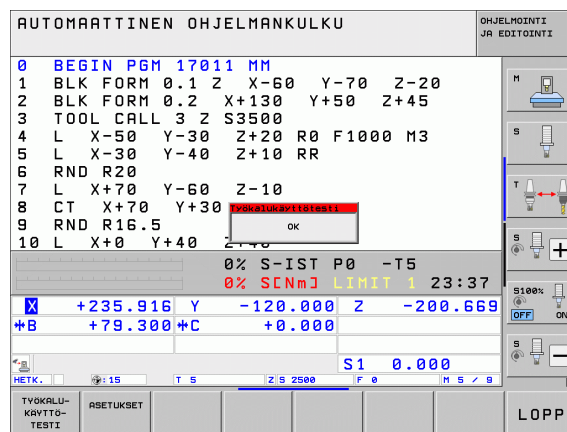 AUTOMAATTINEN OHJELMANKULKU
OHJELMOINTI
JA EDITOINTI
0 BEGIN PGM 17011 MM
1 BLK FORM 0.1 Z X-60 Y-70 Z-20
2 BLK FORM 0.2 X+130 Y+50 Z+45
3 TOOL CALL 3 Z S3500
4 L X-50 Y-30 Z+20 R0 F1000 M3
5 L X-30 Y-40 Z+10 RR
6 RND R20
7 L X+70 Y-60 Z-10
8 CT X+70 Y+30
9 RND R16.5
10 L X+0 Y+40 Z+40
Työkalukäyttötesti
OK
0% S-IST P0 -T5
0% S[Nm] LIMIT 1 23:37
X +235.916 Y -120.000 Z -200.669
B +79.300 C +0.000
S1 0.000
HETK. :15 T 5 Z S 2500 F 0 M 5 / 9
M
S
T
S
S100%
OFF ON
S
TYÖKALU-
KÄYTTÖ-
TESTI
ASETUKSET
LOPP